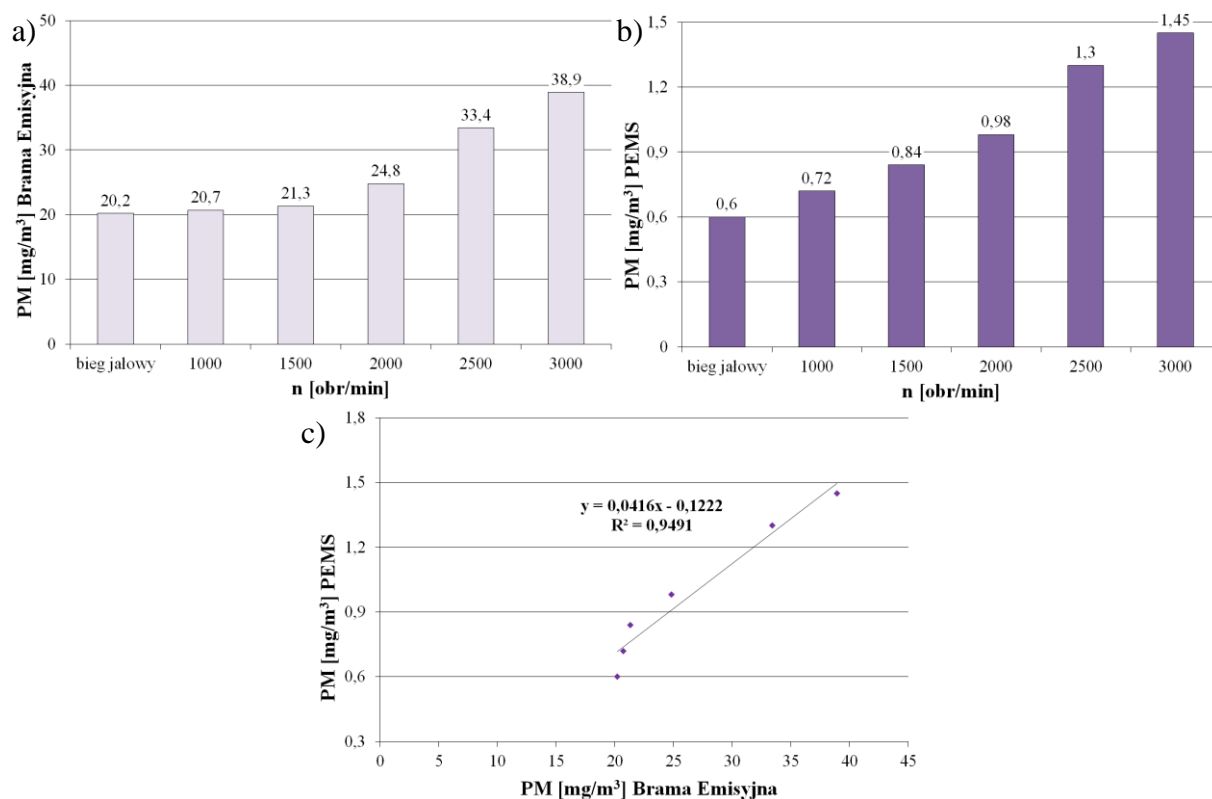 a)
PM [mg/m³] Brama Emisyjna
50
40
30
20
10
0
20,2
20,7
21,3
24,8
33,4
38,9
bieg jałowy 1000 1500 2000 2500 3000
n [obr/min]
b)
PM [mg/m³] PEMS
1,5
1,2
0,9
0,6
0,3
0
0,6
0,72
0,84
0,98
1,3
1,45
bieg jałowy 1000 1500 2000 2500 3000
n [obr/min]
c)
PM [mg/m³] PEMS
1,8
1,5
1,2
0,9
0,6
0,3
y = 0,0416x - 0,1222
R² = 0,9491
0 5 10 15 20 25 30 35 40 45
PM [mg/m³] Brama Emisyjna